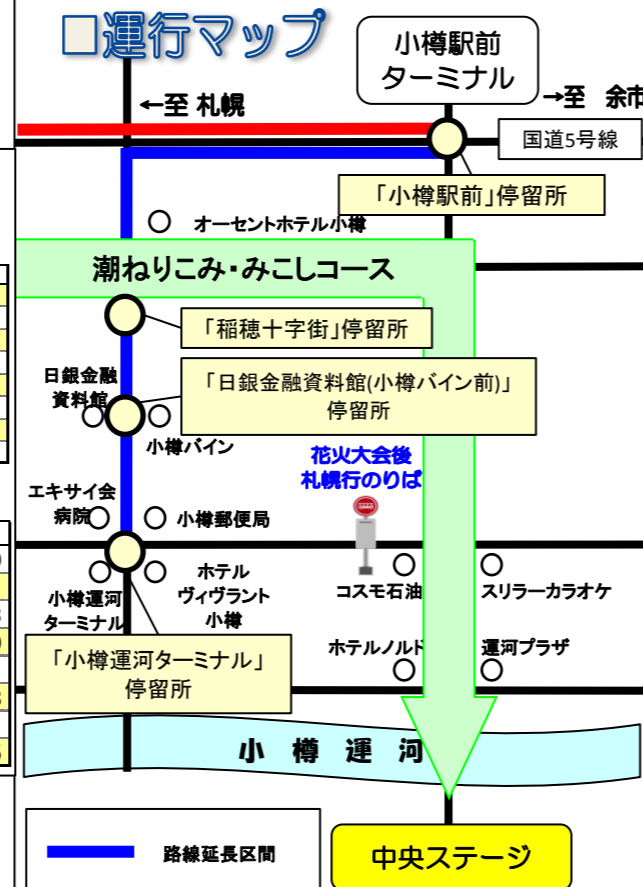 □運行マップ
小樽駅前
ターミナル
←至 札幌
→至 余市
国道5号線
「小樽駅前」停留所
オーセントホテル小樽
潮ねりこみ・みこしコース
「稲穂十字街」停留所
日銀金融
資料館
「日銀金融資料館(小樽バイン前)」
停留所
小樽バイン
花火大会後
札幌行のりば
エキサイ会
病院
小樽郵便局
小樽運河
ターミナル
ホテル
ヴィヴラント
小樽
コスモ石油
スリラーカラオケ
ホテルノルド
運河プラザ
「小樽運河ターミナル」
停留所
小樽運河
路線延長区間
中央ステージ